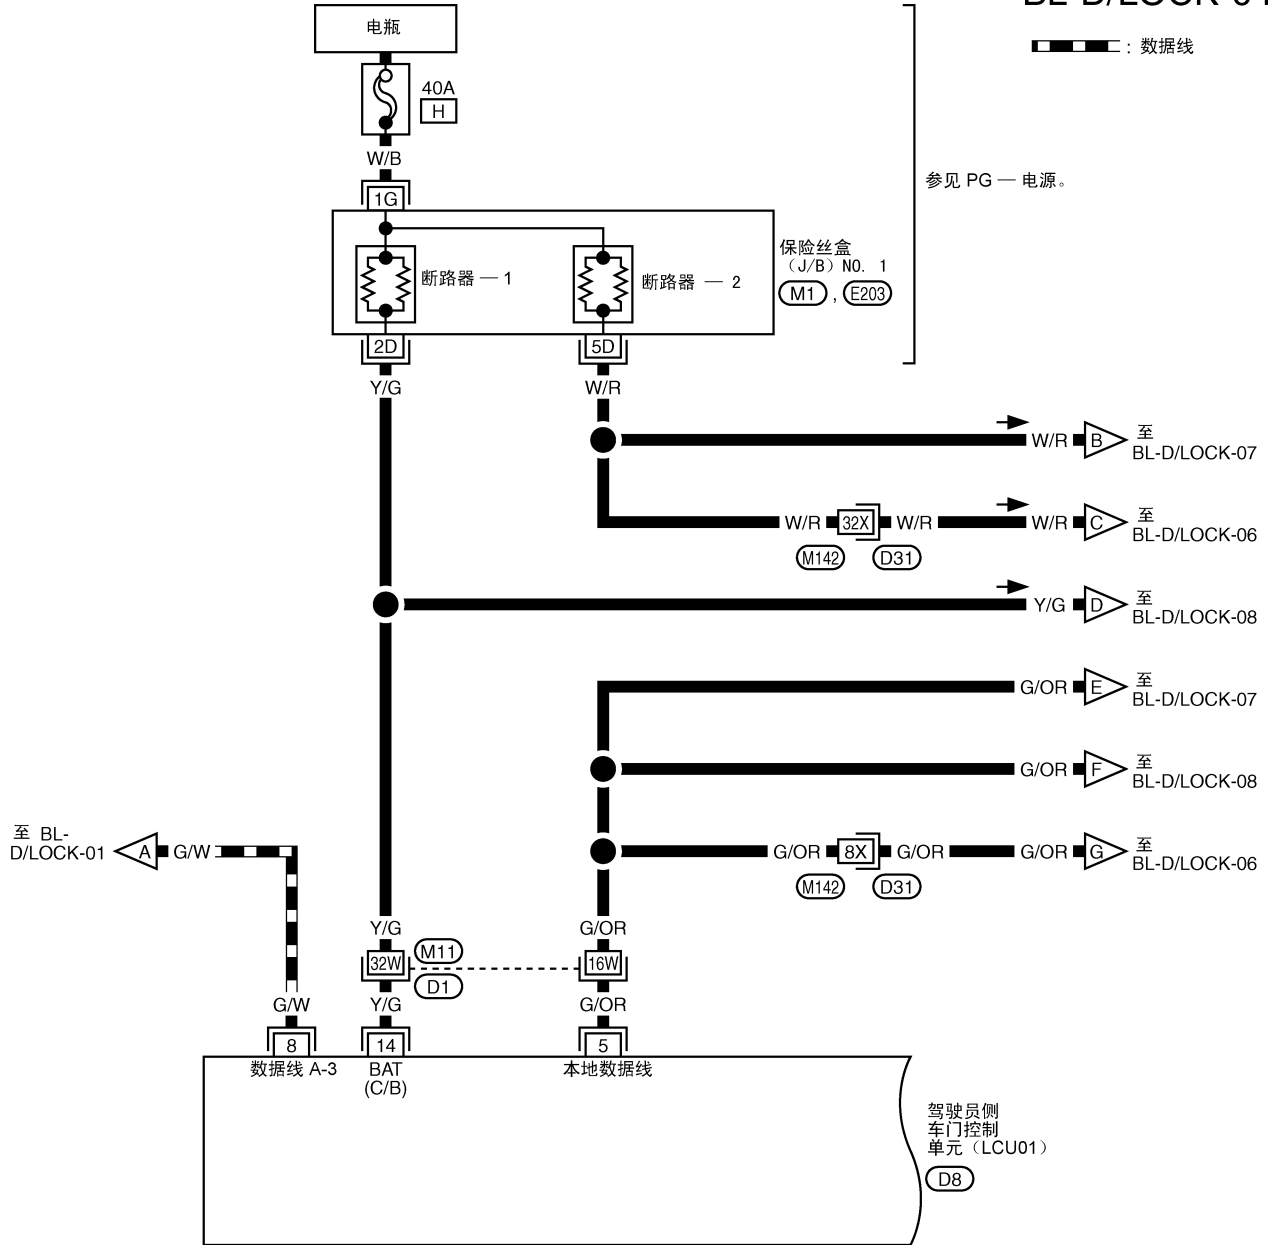 电瓶
: 数据线
40A
H
W/B
1G
参见 PG — 电源。
断路器 — 1
断路器 — 2
保险丝盒
（J/B）NO. 1
M1 , E203
2D
5D
Y/G
W/R
W/R
B
至
BL-D/LOCK-07
W/R
32X
W/R
W/R
C
至
BL-D/LOCK-06
M142
D31
Y/G
D
至
BL-D/LOCK-08
G/OR
E
至
BL-D/LOCK-07
G/OR
F
至
BL-D/LOCK-08
至 BL-
D/LOCK-01
A
G/W
G/OR
8X
G/OR
G/OR
G
至
BL-D/LOCK-06
M142
D31
Y/G
G/OR
32W
M11
16W
D1
G/W
Y/G
G/OR
8
14
5
数据线 A-3
BAT
(C/B)
本地数据线
驾驶员侧
车门控制
单元（LCU01）
D8